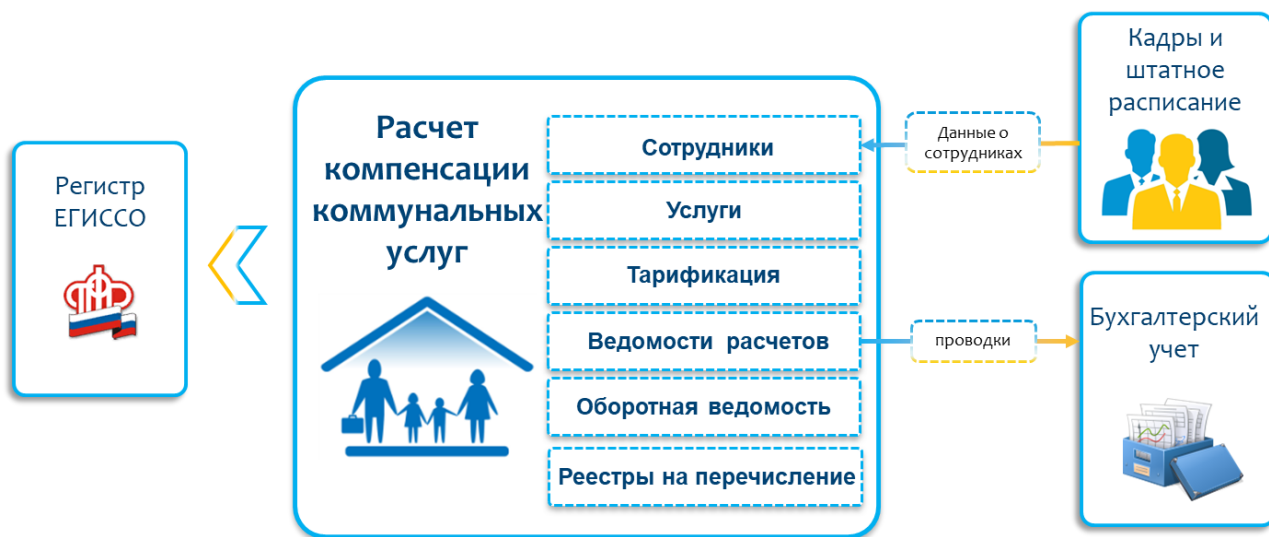 Регистр
ЕГИССО
Расчет
компенсации
коммунальных
услуг
Сотрудники
Услуги
Тарификация
Ведомости расчетов
Оборотная ведомость
Реестры на перечисление
Данные о
сотрудниках
проводки
Кадры и
штатное
расписание
Бухгалтерский
учет